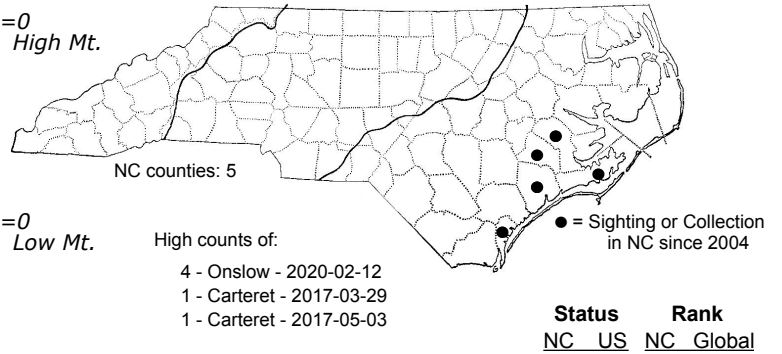 =0
High Mt.
NC counties: 5
=0
Low Mt.
High counts of:
4 - Onslow - 2020-02-12
1 - Carteret - 2017-03-29
1 - Carteret - 2017-05-03
● = Sighting or Collection
in NC since 2004
Status Rank
NC US NC Global